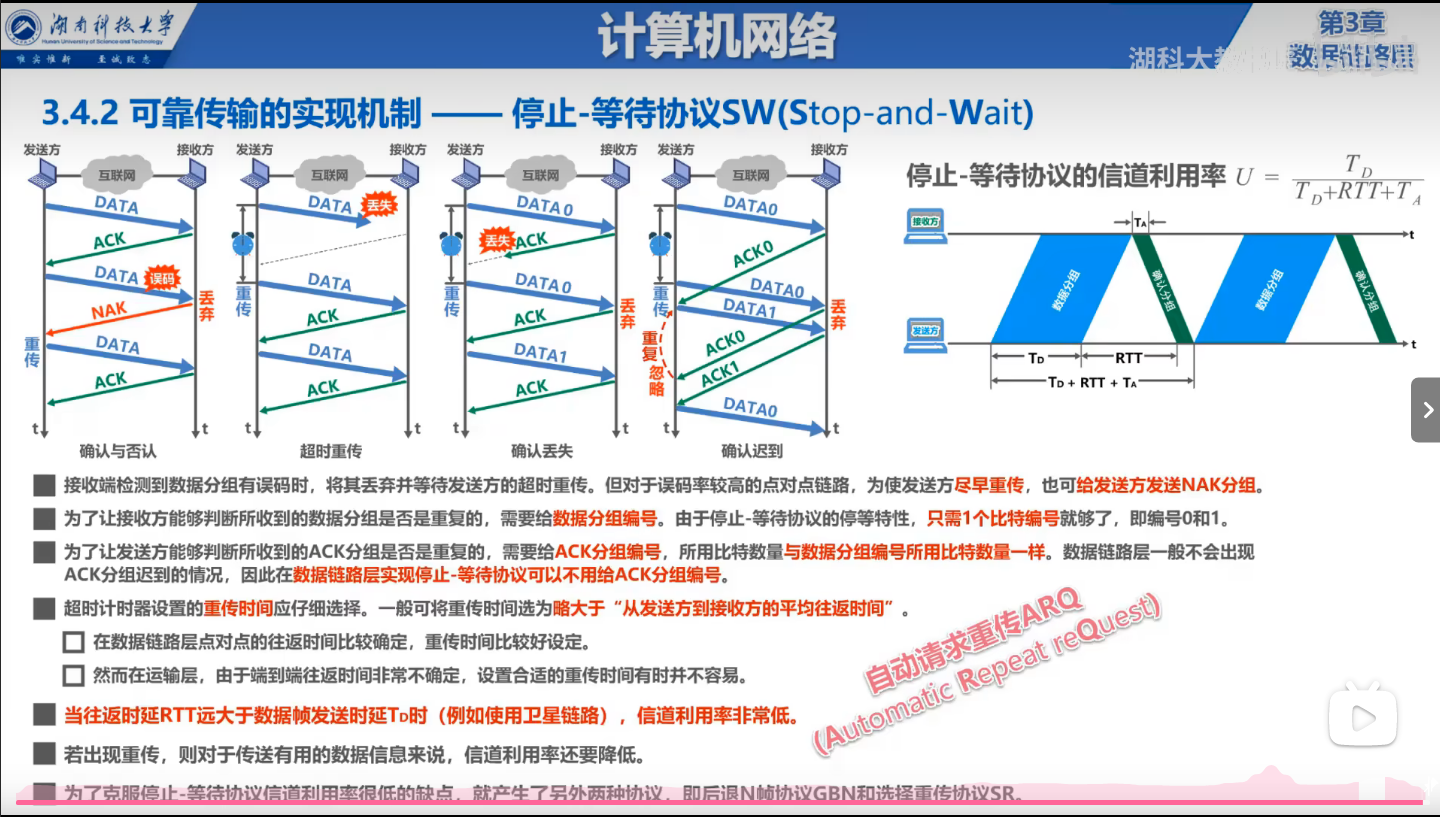 湖南科技大学
Hunan University of Science and Technology
唯实惟新 至诚致志
计算机网络
第3章
数据链路层
湖科大教
3.4.2 可靠传输的实现机制 —— 停止-等待协议SW(Stop-and-Wait)
发送方 接收方 发送方 接收方 发送方 接收方 发送方 接收方
互联网 互联网 互联网 互联网
DATA
ACK
DATA 误码
NAK
丢弃
重传
DATA
ACK
t t
确认与否认
DATA 丢失
重传
DATA
ACK
DATA
ACK
t t
超时重传
DATA0
丢失 ACK
重传
DATA0
丢弃
ACK
DATA1
ACK
t t
确认丢失
DATA0
ACK0
重传
DATA0
丢弃
DATA1
重复忽略
ACK0
ACK1
DATA0
t t
确认迟到
停止-等待协议的信道利用率 U = TD / (TD+RTT+TA)
接收方 TA t
数据分组 确认分组 数据分组 确认分组
发送方 t
TD RTT
TD + RTT + TA
接收端检测到数据分组有误码时，将其丢弃并等待发送方的超时重传。但对于误码率较高的点对点链路，为使发送方尽早重传，也可给发送方发送NAK分组。
为了让接收方能够判断所收到的数据分组是否是重复的，需要给数据分组编号。由于停止-等待协议的停等特性，只需1个比特编号就够了，即编号0和1。
为了让发送方能够判断所收到的ACK分组是否是重复的，需要给ACK分组编号，所用比特数量与数据分组编号所用比特数量一样。数据链路层一般不会出现
ACK分组迟到的情况，因此在数据链路层实现停止-等待协议可以不用给ACK分组编号。
超时计时器设置的重传时间应仔细选择。一般可将重传时间选为略大于“从发送方到接收方的平均往返时间”。
在数据链路层点对点的往返时间比较确定，重传时间比较好设定。
然而在运输层，由于端到端往返时间非常不确定，设置合适的重传时间有时并不容易。
自动请求重传ARQ
(Automatic Repeat reQuest)
当往返时延RTT远大于数据帧发送时延TD时（例如使用卫星链路），信道利用率非常低。
若出现重传，则对于传送有用的数据信息来说，信道利用率还要降低。
为了克服停止-等待协议信道利用率很低的缺点，就产生了另外两种协议，即后退N帧协议GBN和选择重传协议SR。